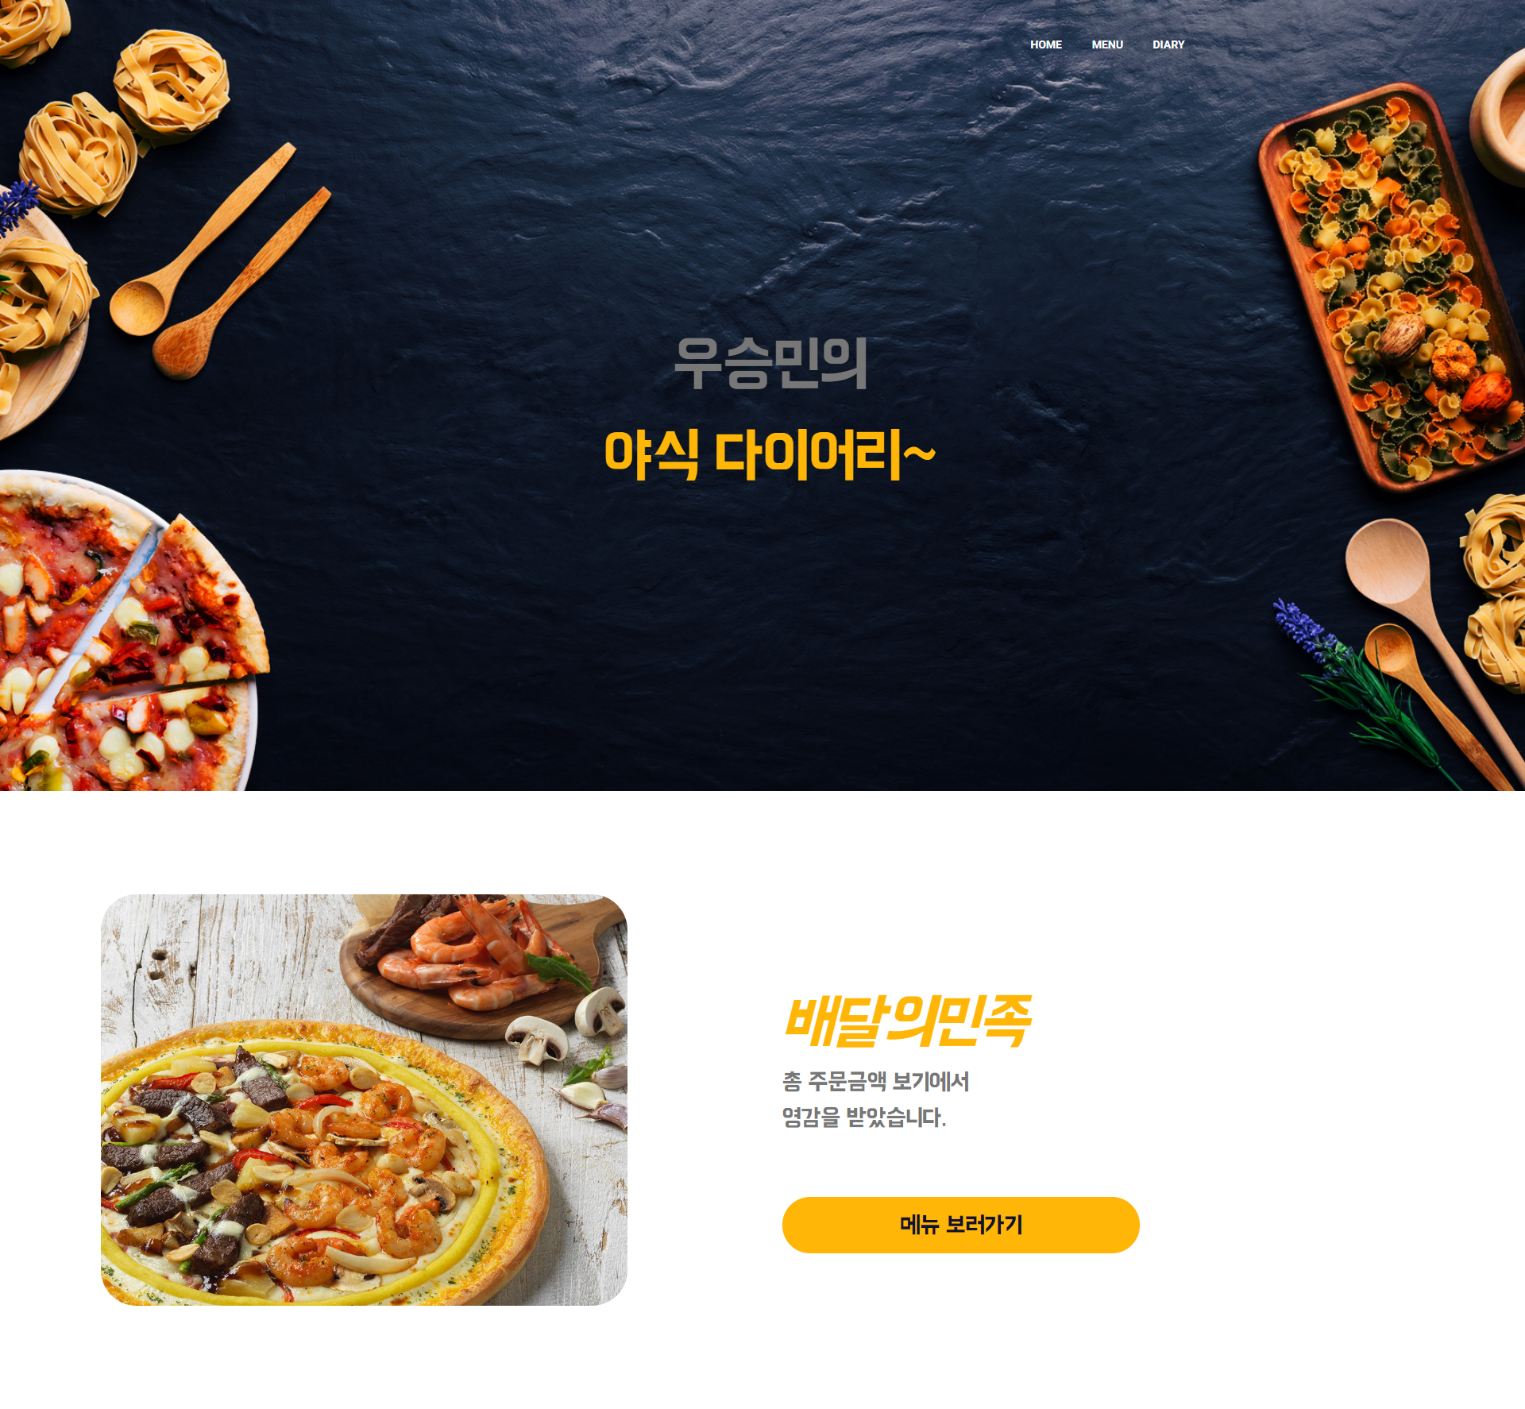 HOME MENU DIARY
우승민의
야식 다이어리~
배달의민족
총 주문금액 보기에서
영감을 받았습니다.
메뉴 보러가기